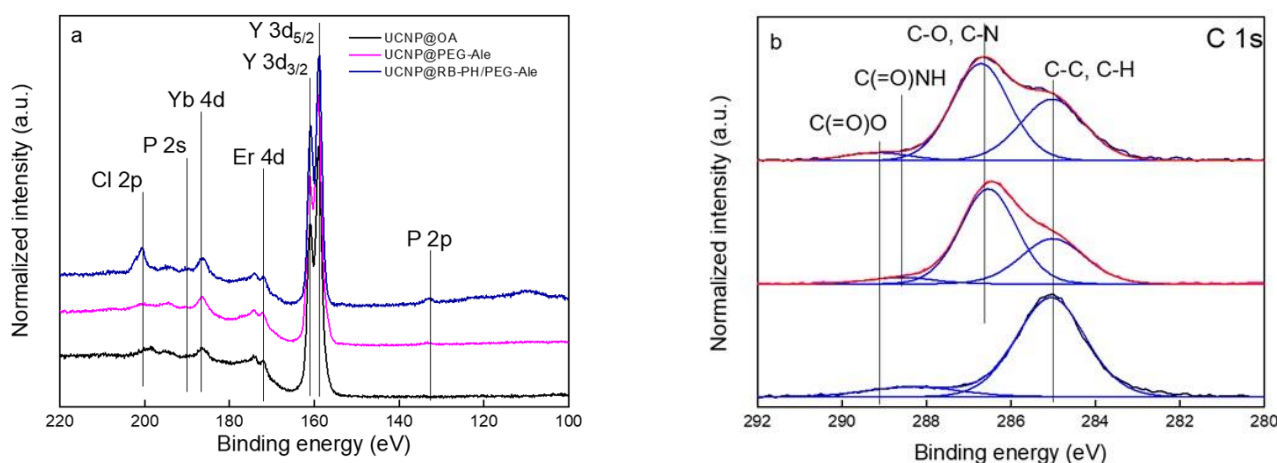 a
Y 3d5/2
Y 3d3/2
UCNP@OA
UCNP@PEG-Ale
UCNP@RB-PH/PEG-Ale
Yb 4d
P 2s
Er 4d
Cl 2p
P 2p
Normalized intensity (a.u.)
220 200 180 160 140 120 100
Binding energy (eV)
b
C 1s
C-O, C-N
C-C, C-H
C(=O)NH
C(=O)O
Normalized intensity (a.u.)
292 290 288 286 284 282 280
Binding energy (eV)